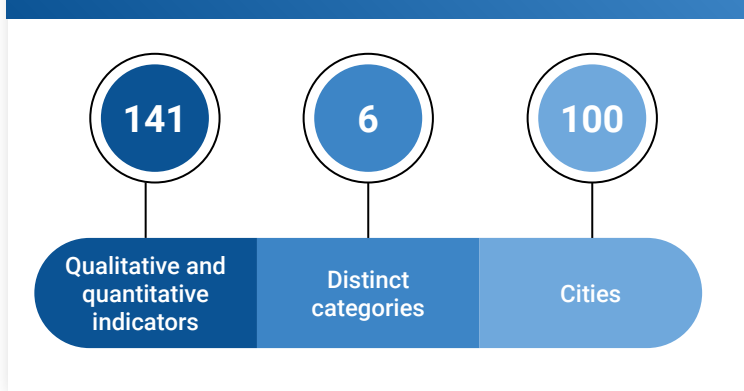 141
6
100
Qualitative and
quantitative
indicators
Distinct
categories
Cities